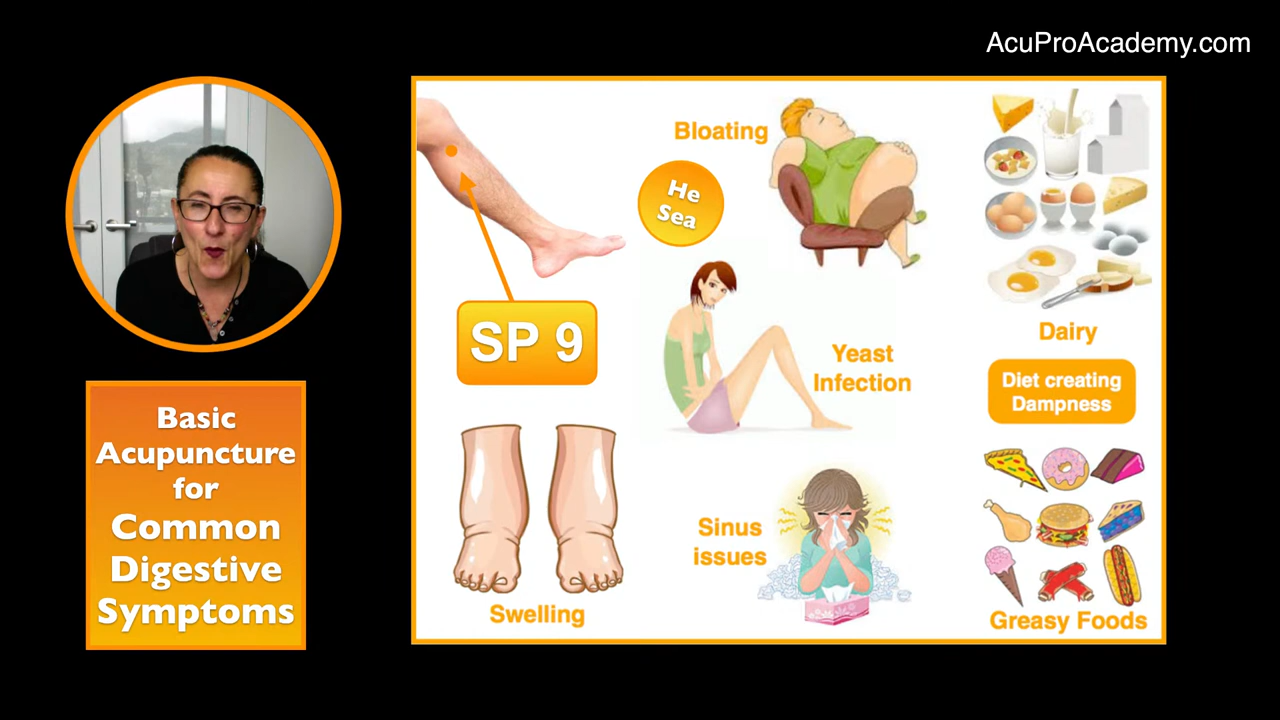 AcuProAcademy.com
Basic
Acupuncture
for
Common
Digestive
Symptoms
SP 9
Bloating
He
Sea
Yeast
Infection
Swelling
Sinus
issues
Dairy
Diet creating
Dampness
Greasy Foods